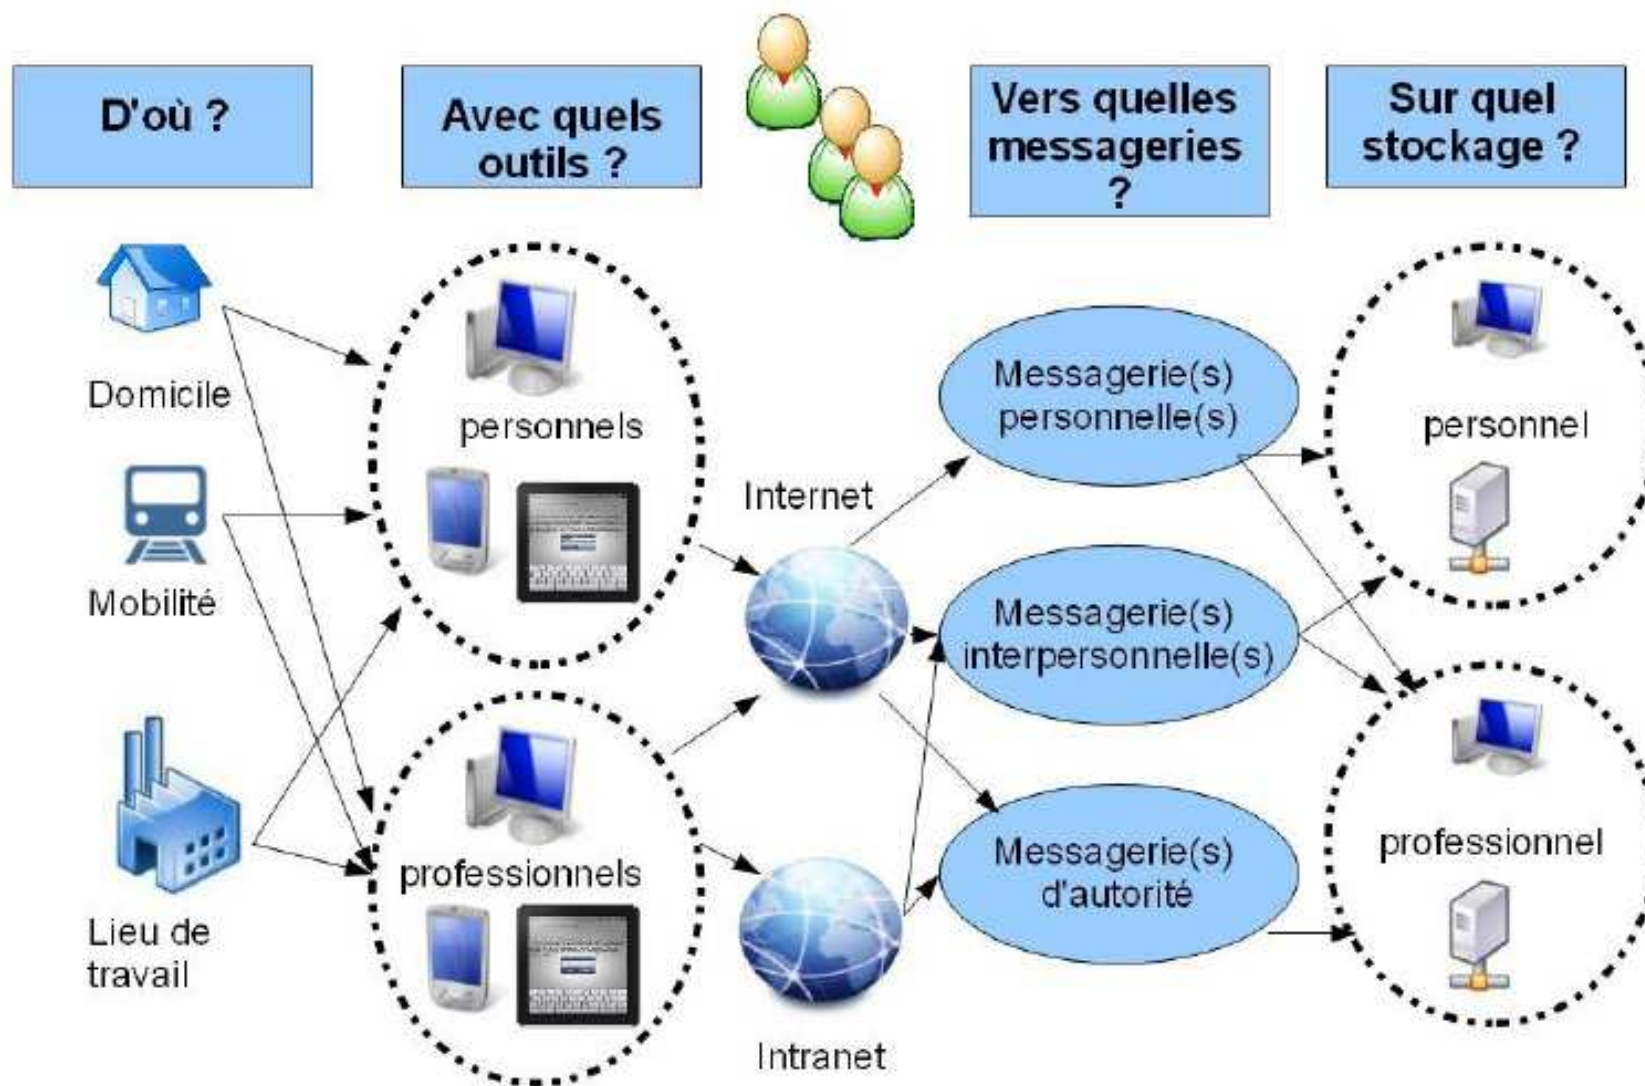 D'où ?
Avec quels
outils ?
Vers quelles
messageries
?
Sur quel
stockage ?
Domicile
Mobilité
Lieu de
travail
personnels
professionnels
Internet
Intranet
Messagerie(s)
personnelle(s)
Messagerie(s)
interpersonnelle(s)
Messagerie(s)
d'autorité
personnel
professionnel